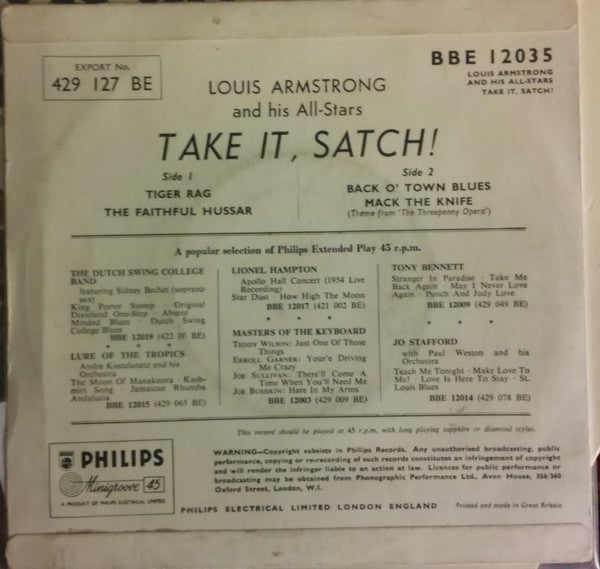 EXPORT No.
429 127 BE
BBE 12035
LOUIS ARMSTRONG
AND HIS ALL-STARS
TAKE IT, SATCH!
LOUIS ARMSTRONG
and his All-Stars
TAKE IT, SATCH!
Side 1
TIGER RAG
THE FAITHFUL HUSSAR
Side 2
BACK O' TOWN BLUES
MACK THE KNIFE
(Theme from 'The Threepenny Opera')
A popular selection of Philips Extended Play 45 r.p.m.
THE DUTCH SWING COLLEGE
BAND
featuring Sidney Bechet (soprano
sax)
King Porter Stomp · Original
Dixieland One-Step · Absent
Minded Blues · Dutch Swing
College Blues
BBE 12019 (422 00 BE)
* * *
LURE OF THE TROPICS
Andre Kostelanetz and his
Orchestra
The Moon Of Manakoora · Kash-
miri Song · Jamaican Rhumba
Andalucia
BBE 12015 (429 065 BE)
LIONEL HAMPTON
Apollo Hall Concert (1954 Live
Recording)
Star Dust · How High The Moon
BBE 12017 (421 002 BE)
* * *
MASTERS OF THE KEYBOARD
TEDDY WILSON: Just One Of Those
Things
ERROLL GARNER: Your'e Driving
Me Crazy
JOE SULLIVAN: There'll Come A
Time When You'll Need Me
JOE BUSHKIN: Here In My Arms
BBE 12003 (429 009 BE)
TONY BENNETT
Stranger In Paradise · Take Me
Back Again · May I Never Love
Again · Punch And Judy Love
BBE 12009 (429 049 BE)
* * *
JO STAFFORD
with Paul Weston and his
Orchestra
Teach Me Tonight · Make Love To
Me! · Love Is Here To Stay · St.
Louis Blues
BBE 12014 (429 078 BE)
This record should be played at 45 r.p.m. with long playing sapphire or diamond stylus.
PHILIPS
Minigroove 45
A PRODUCT OF PHILIPS ELECTRICAL LIMITED
WARNING—Copyright subsists in Philips Records. Any unauthorised broadcasting, public
performance, copying or re-recording of such records constitutes an infringement of copyright
and will render the infringer liable to an action at law. Licences for public performance or
broadcasting may be obtained from Phonographic Performance Ltd., Avon House, 356-360
Oxford Street, London, W.1.
PHILIPS ELECTRICAL LIMITED LONDON ENGLAND
Printed and made in Great Britain